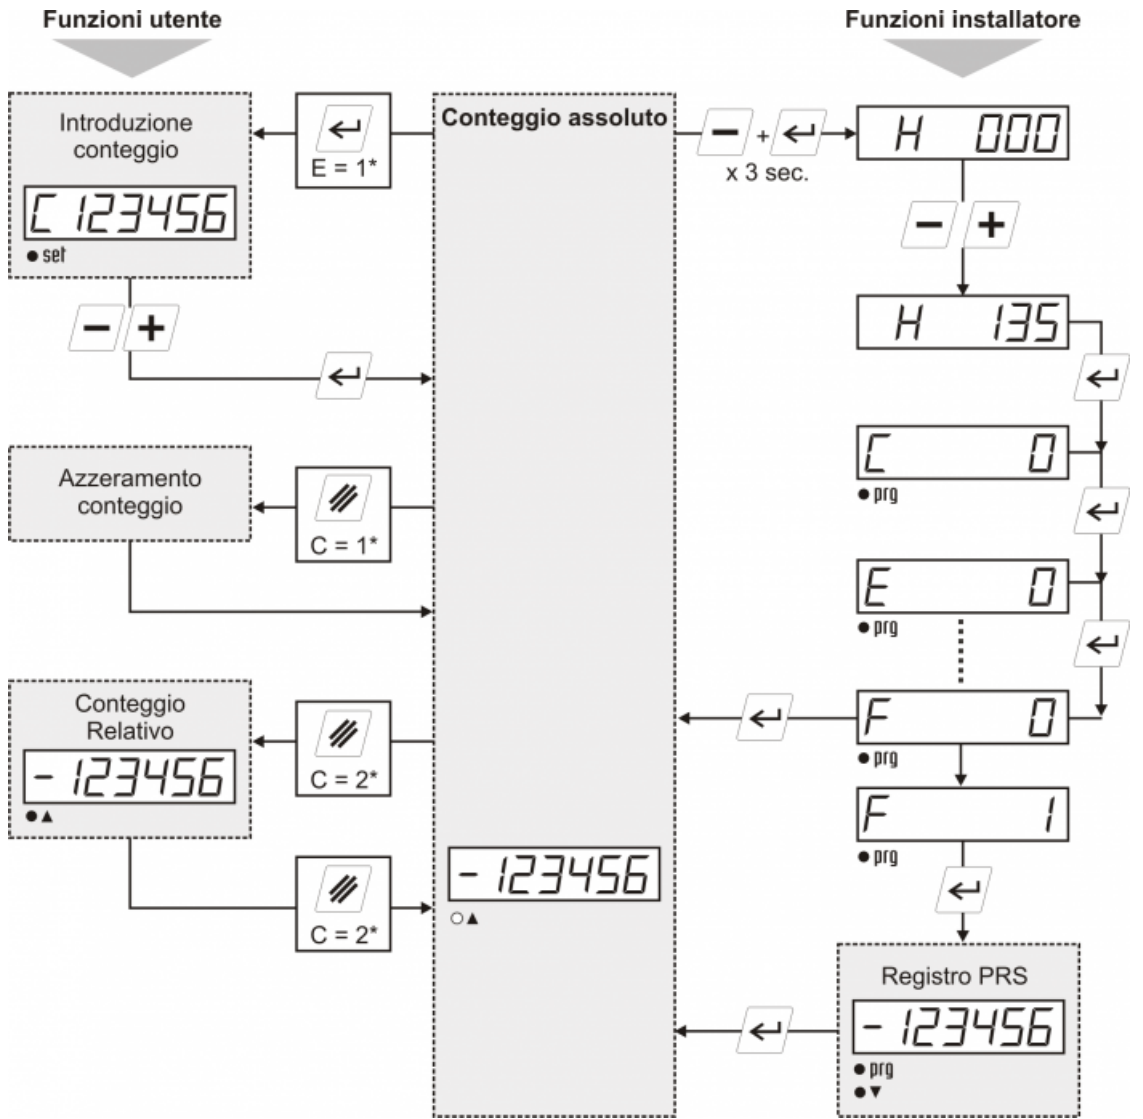 Funzioni utente
Funzioni installatore
Introduzione
conteggio
C 123456
set
E = 1*
Conteggio assoluto
+
x 3 sec.
H 000
- +
H 135
- +
Azzeramento
conteggio
C = 1*
C 0
prg
E 0
prg
Conteggio
Relativo
-123456
C = 2*
F 0
prg
F 1
prg
C = 2*
-123456
Registro PRS
-123456
prg